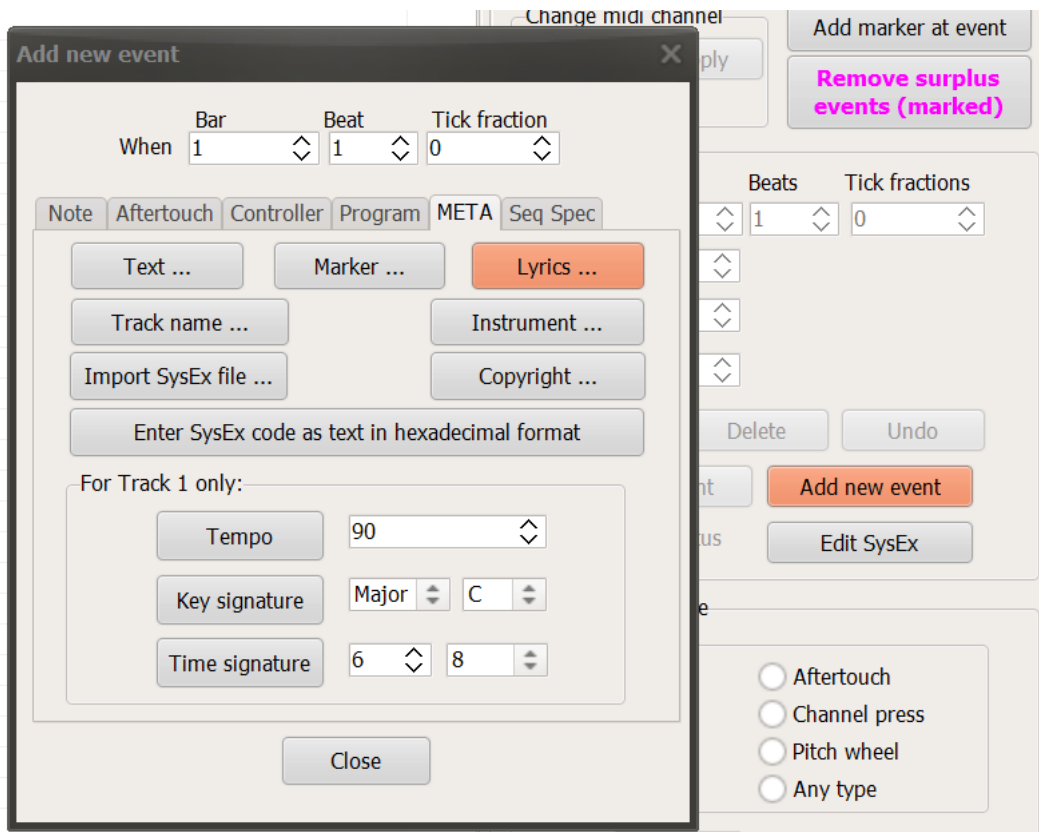 Add new event
Bar Beat Tick fraction
When 1 1 0
Note Aftertouch Controller Program META Seq Spec
Text ... Marker ... Lyrics ...
Track name ... Instrument ...
Import SysEx file ... Copyright ...
Enter SysEx code as text in hexadecimal format
For Track 1 only:
Tempo 90
Key signature Major C
Time signature 6 8
Close
Change midi channel
Add marker at event
Remove surplus
events (marked)
Beats Tick fractions
1 0
Delete Undo
Add new event
Edit SysEx
Aftertouch
Channel press
Pitch wheel
Any type